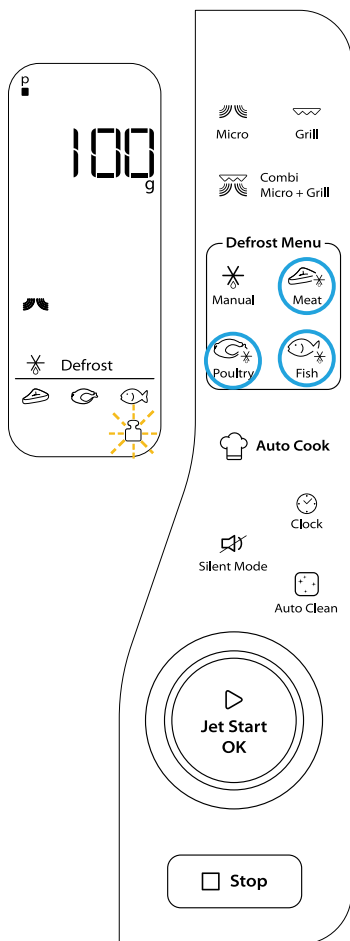 p
100
g
Defrost
Micro
Grill
Combi
Micro + Grill
Defrost Menu
Manual
Meat
Poultry
Fish
Auto Cook
Clock
Silent Mode
Auto Clean
Jet Start
OK
Stop